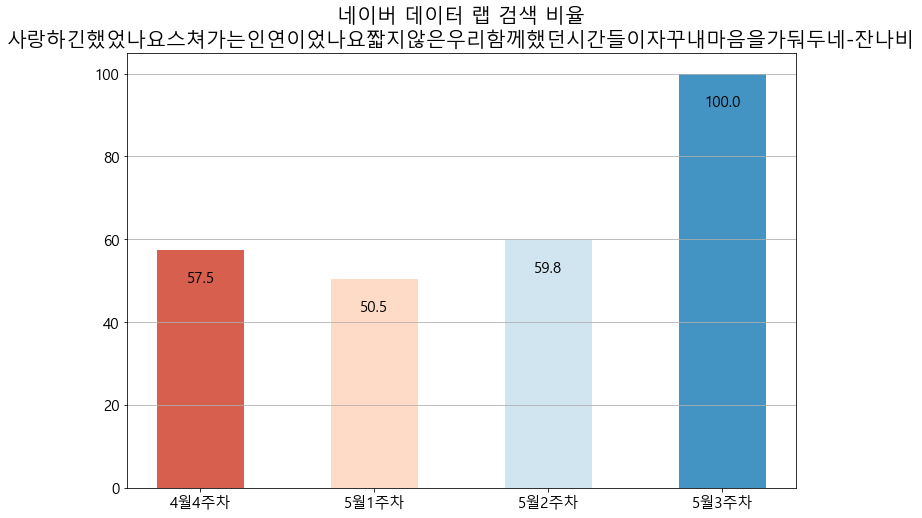 네이버 데이터 랩 검색 비율
사랑하긴했었나요스쳐가는인연이었나요짧지않은우리함께했던시간들이자꾸내마음을가둬두네-잔나비
100
80
60
40
20
0
57.5
50.5
59.8
100.0
4월4주차
5월1주차
5월2주차
5월3주차